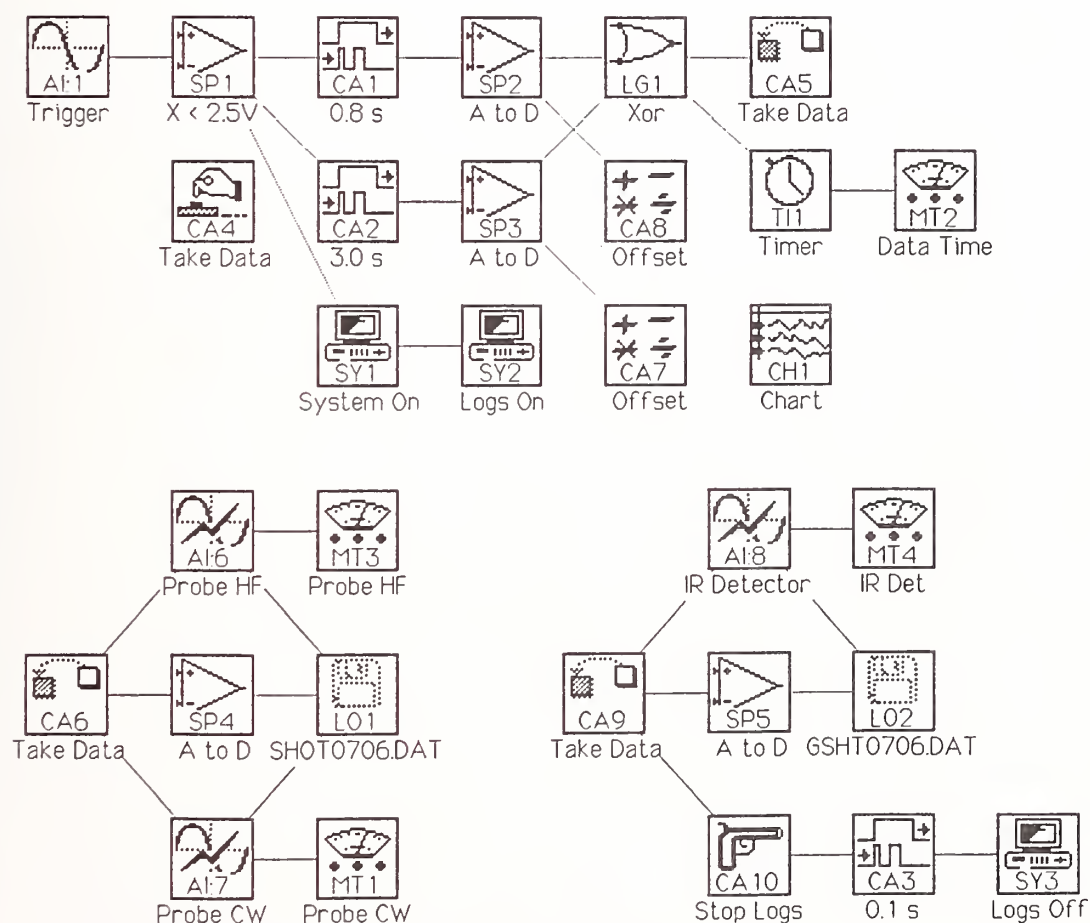 AI:1 SP1 CA1 SP2 LG1 CA5
Trigger X < 2.5V 0.8 s A to D Xor Take Data
CA4 CA2 SP3 CA8 TI1 MT2
Take Data 3.0 s A to D Offset Timer Data Time
SY1 SY2 CA7 CH1
System On Logs On Offset Chart
AI:6 MT3 AI:8 MT4
Probe HF Probe HF IR Detector IR Det
CA6 SP4 LO1 CA9 SP5 LO2
Take Data A to D SHOT0706.DAT Take Data A to D GSHT0706.DAT
AI:7 MT1 CA10 CA3 SY3
Probe CW Probe CW Stop Logs 0.1 s Logs Off